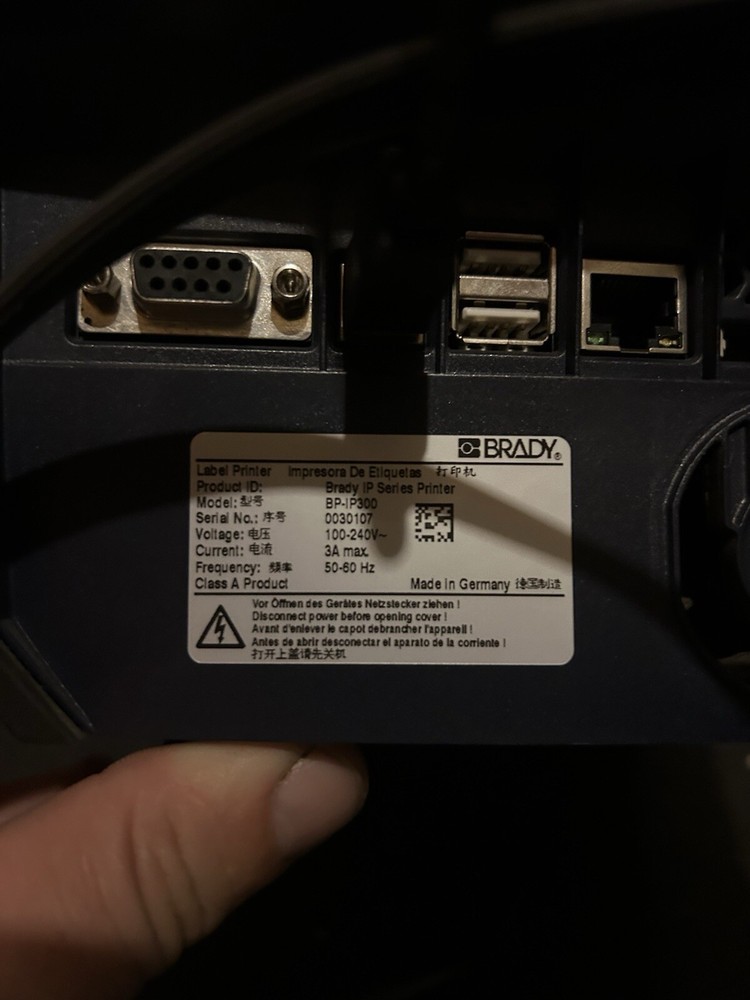 BRADY®
Label Printer Impresora De Etiquetas 打印机
Product ID: Brady IP Series Printer
Model: 型号 BP-IP300
Serial No.: 序号 0030107
Voltage: 电压 100-240V~
Current: 电流 3A max.
Frequency: 频率 50-60 Hz
Class A Product Made In Germany 德国制造
Vor Öffnen des Gerätes Netzstecker ziehen !
Disconnect power before opening cover !
Avant d'enlever le capot debrancher l'appareil !
Antes de abrir desconectar el aparato de la corriente !
打开上盖请先关机